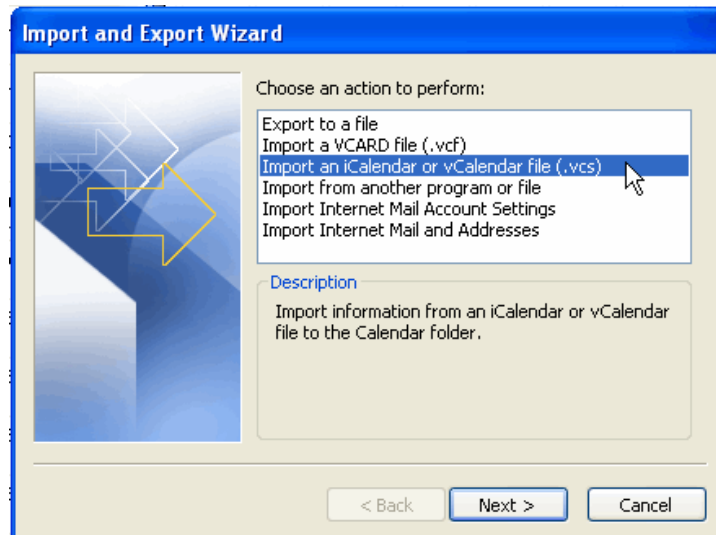 Import and Export Wizard
Choose an action to perform:
Export to a file
Import a VCARD file (.vcf)
Import an iCalendar or vCalendar file (.vcs)
Import from another program or file
Import Internet Mail Account Settings
Import Internet Mail and Addresses
Description
Import information from an iCalendar or vCalendar
file to the Calendar folder.
< Back Next > Cancel